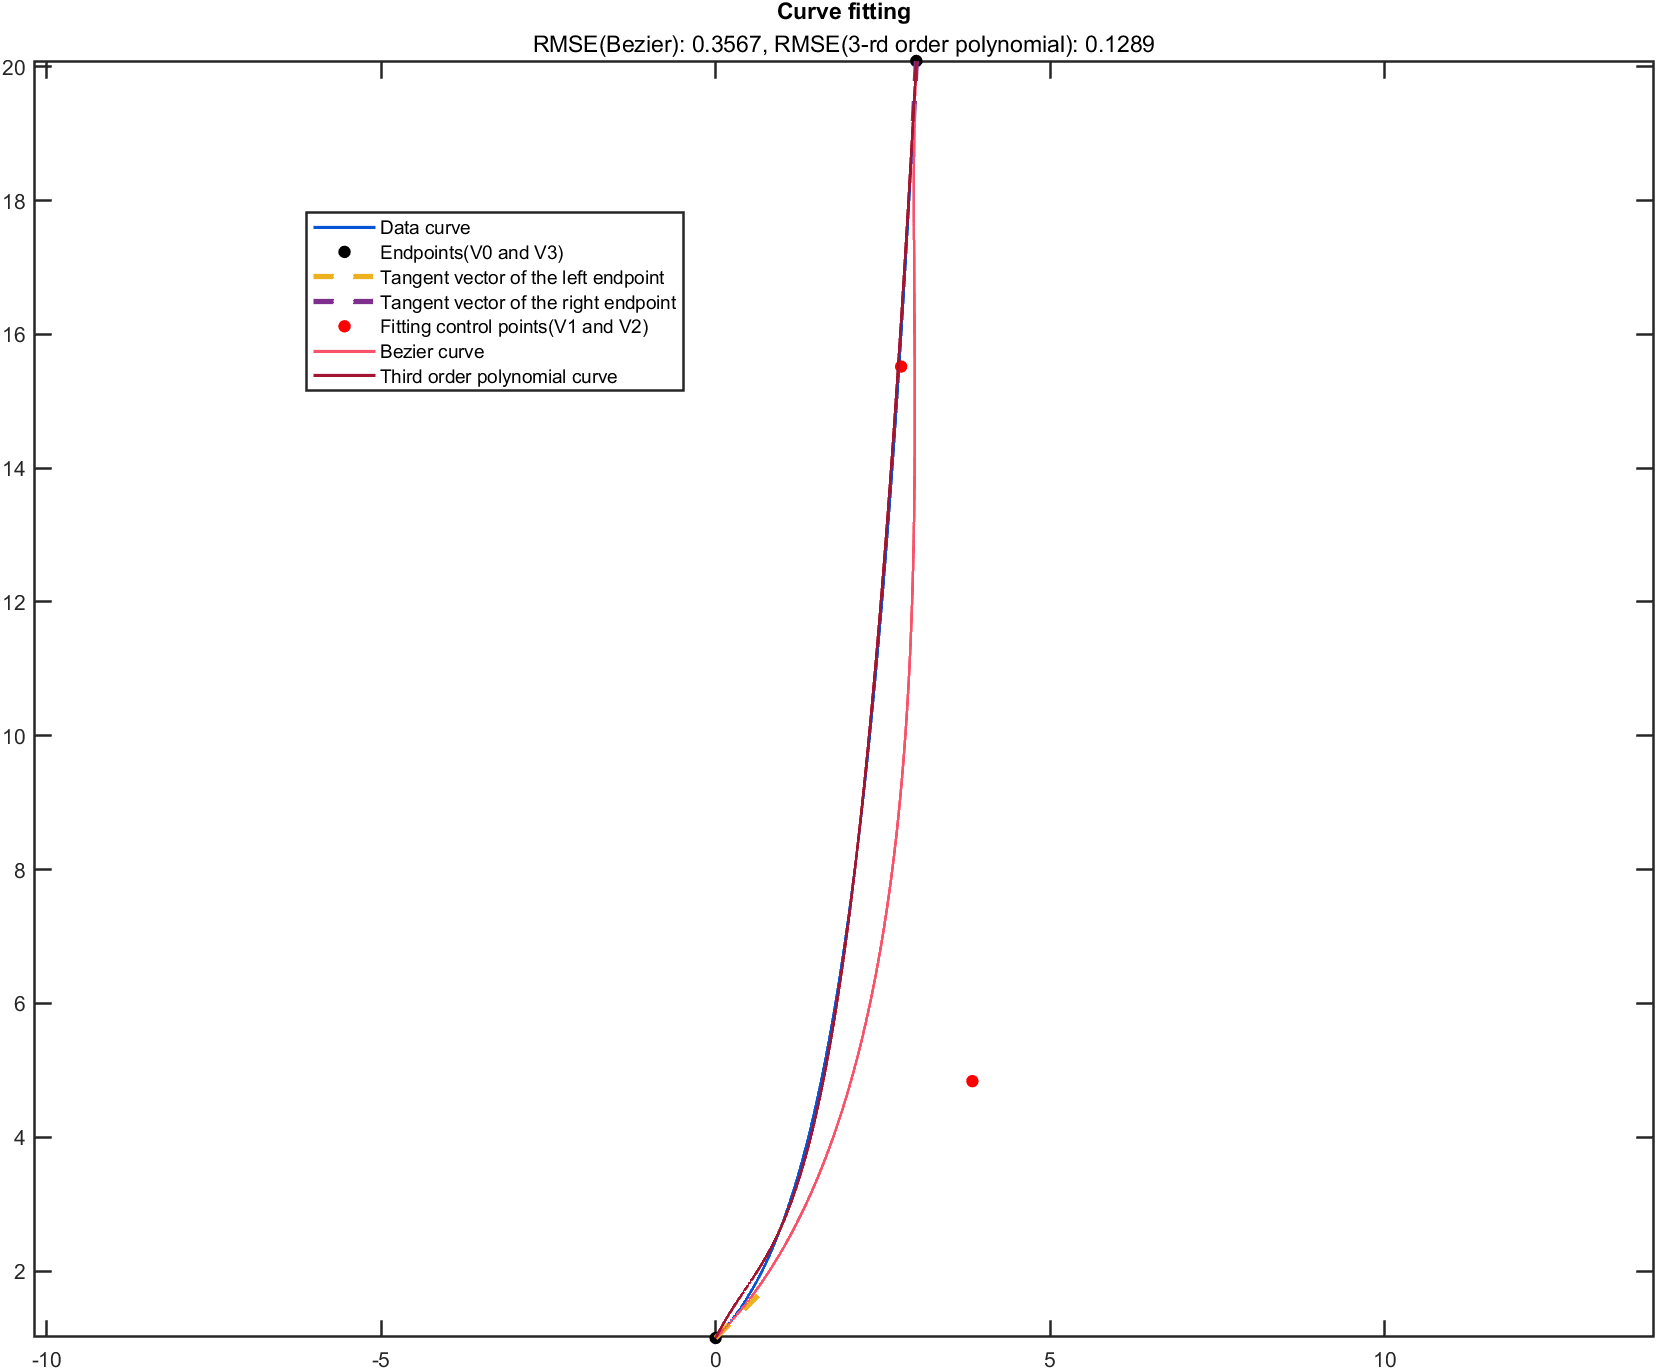 Curve fitting
RMSE(Bezier): 0.3567, RMSE(3-rd order polynomial): 0.1289
20
18
16
14
12
10
8
6
4
2
Data curve
Endpoints(V0 and V3)
Tangent vector of the left endpoint
Tangent vector of the right endpoint
Fitting control points(V1 and V2)
Bezier curve
Third order polynomial curve
-10 -5 0 5 10